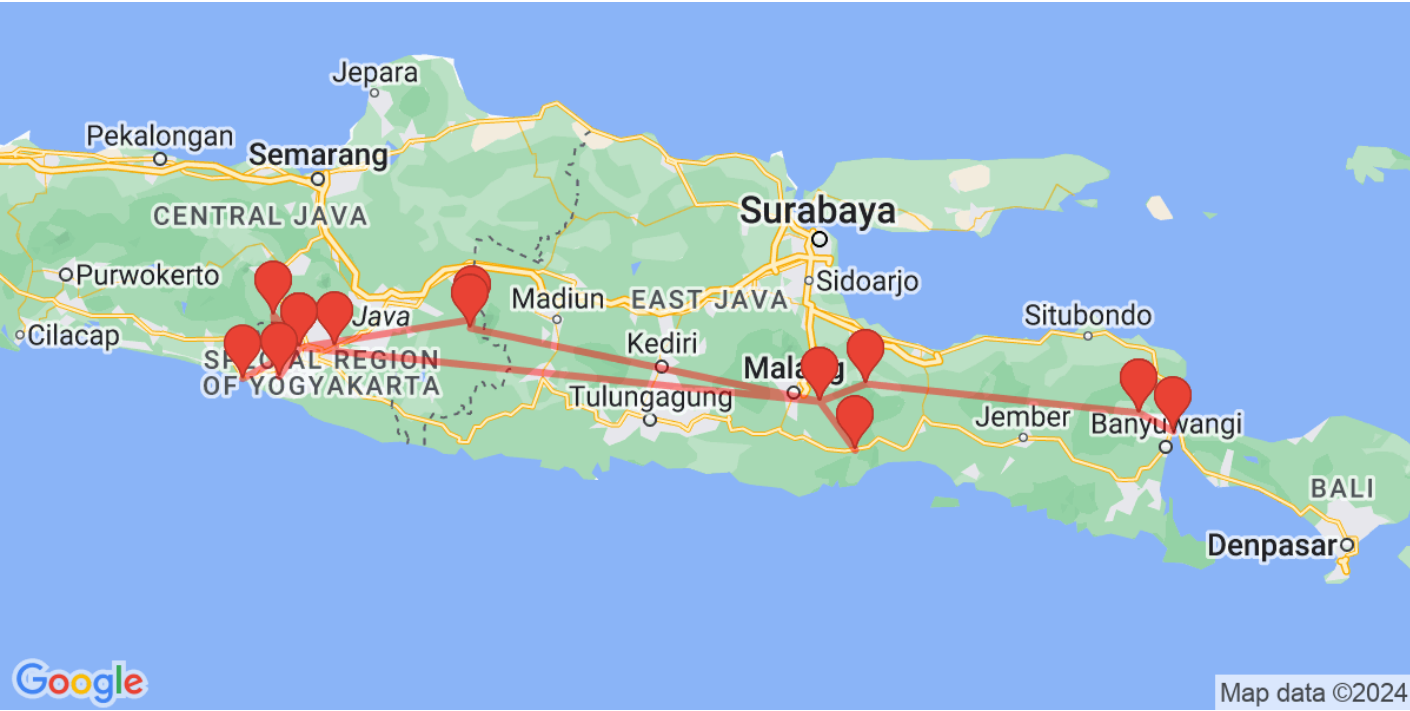 Jepara
Pekalongan
Semarang
CENTRAL JAVA
Surabaya
Purwokerto
Sidoarjo
Madiun
EAST JAVA
Java
Situbondo
Cilacap
Kediri
SPECIAL REGION
OF YOGYAKARTA
Malang
Tulungagung
Jember
Banyuwangi
BALI
Denpasar
Google
Map data ©2024